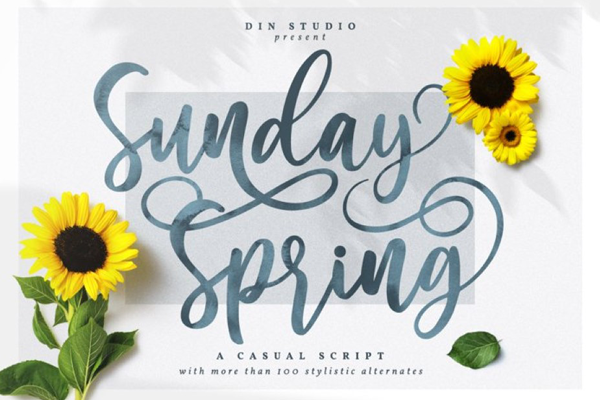 DIN STUDIO
present
Sunday
Spring
A CASUAL SCRIPT
with more than 100 stylistic alternates